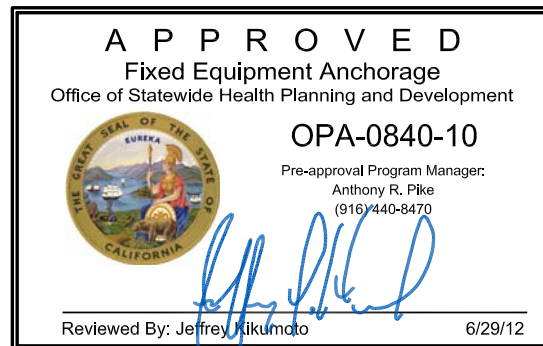 A P P R O V E D
Fixed Equipment Anchorage
Office of Statewide Health Planning and Development
THE GREAT SEAL OF THE STATE OF CALIFORNIA
EUREKA
OPA-0840-10
Pre-approval Program Manager:
Anthony R. Pike
(916) 440-8470
Reviewed By: Jeffrey Kikumoto 6/29/12